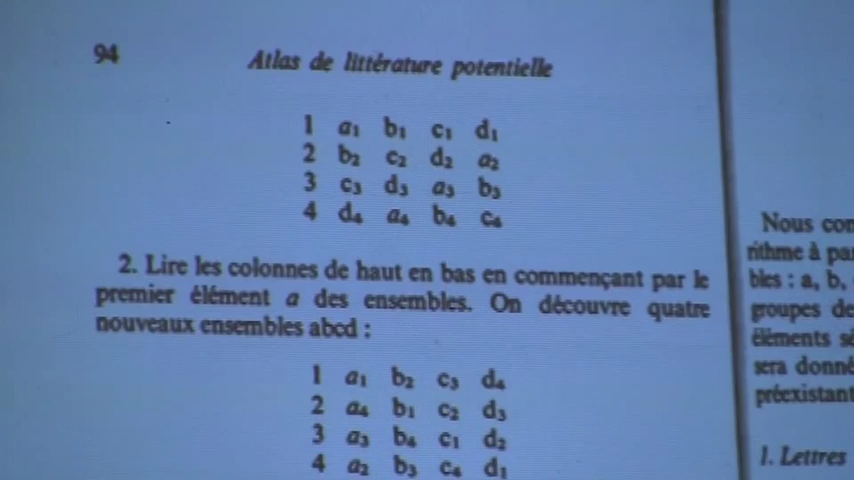 94 Atlas de littérature potentielle
1 a₁ b₁ c₁ d₁
2 b₂ c₂ d₂ a₂
3 c₃ d₃ a₃ b₃
4 d₄ a₄ b₄ c₄
2. Lire les colonnes de haut en bas en commençant par le
premier élément a des ensembles. On découvre quatre
nouveaux ensembles abcd :
1 a₁ b₂ c₃ d₄
2 a₄ b₁ c₂ d₃
3 a₃ b₄ c₁ d₂
4 a₂ b₃ c₄ d₁
Nous con
rithme à par
bles : a, b,
groupes de
éléments sé
sera donné
préexistant
1. Lettres